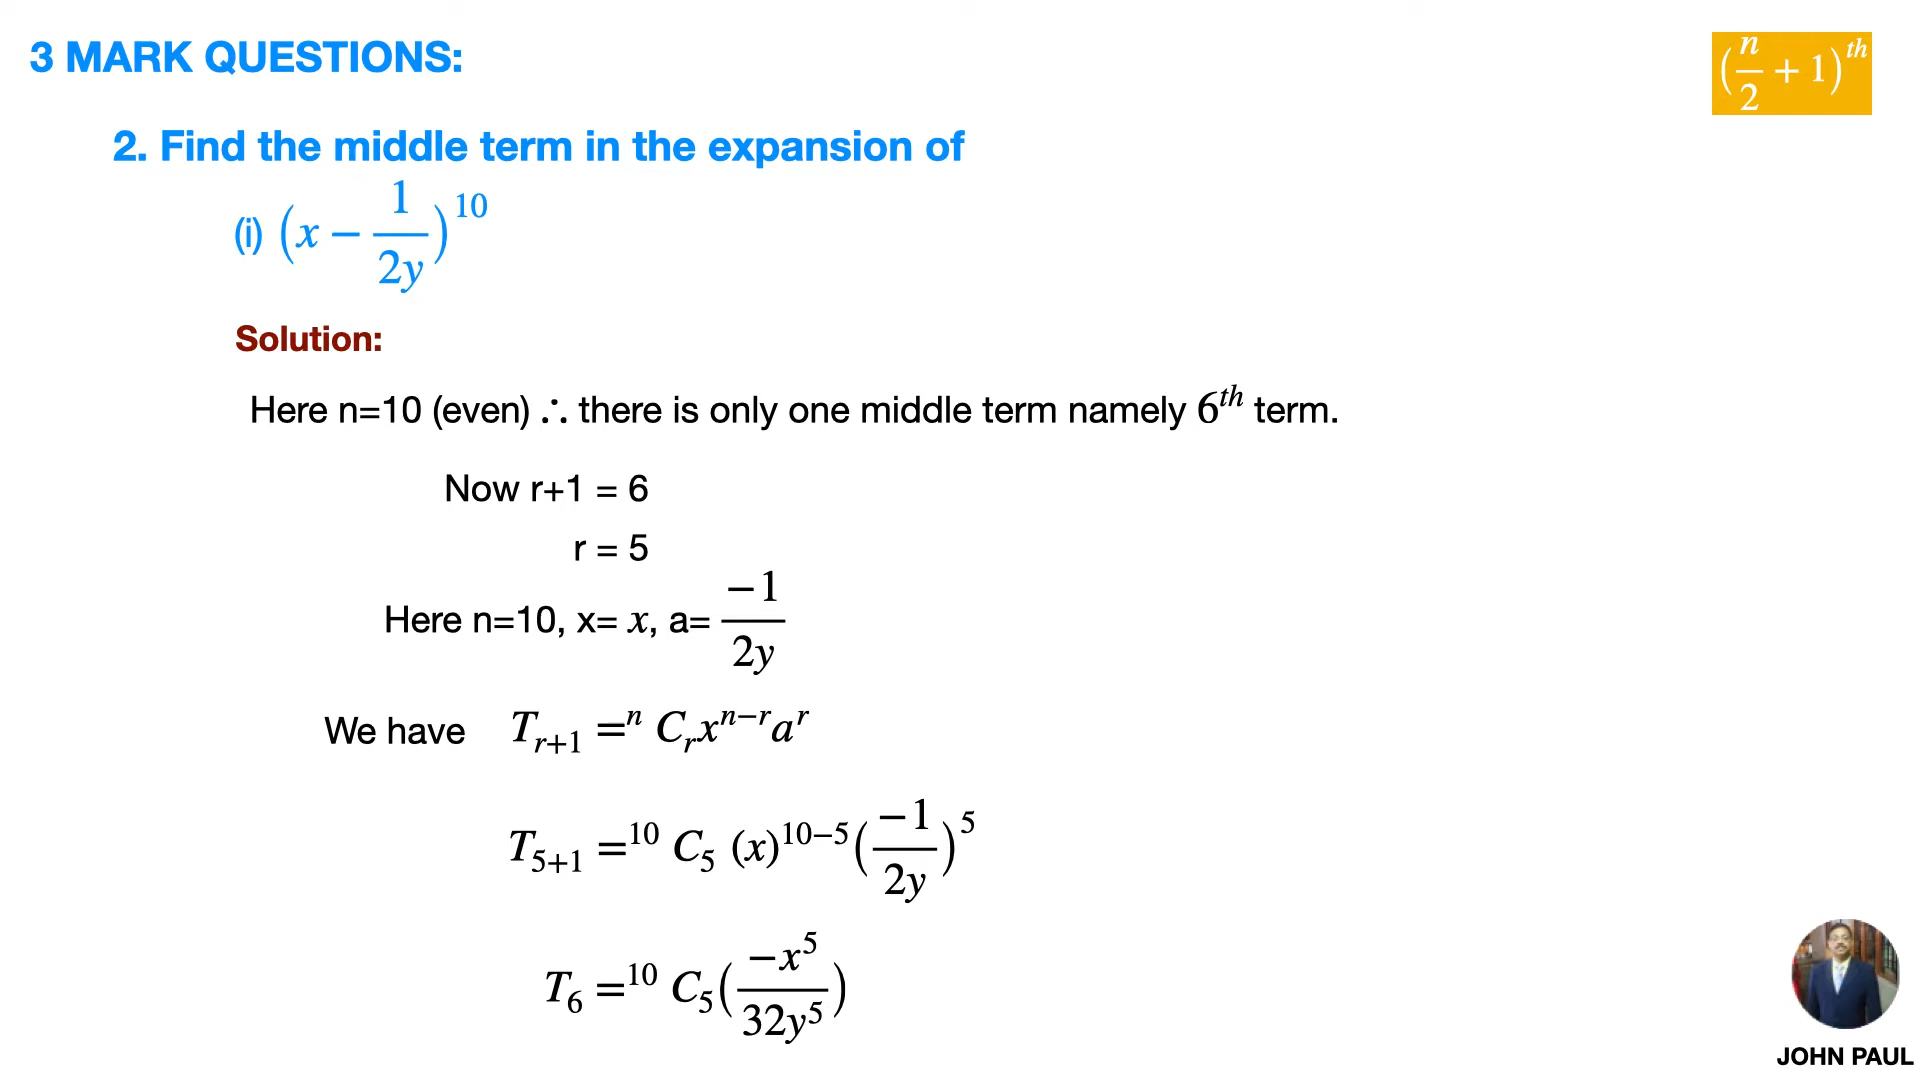 3 MARK QUESTIONS:
(n/2 + 1)^th
2. Find the middle term in the expansion of
(i) (x − 1/2y)^10
Solution:
Here n=10 (even) ∴ there is only one middle term namely 6^th term.
Now r+1 = 6
r = 5
Here n=10, x= x, a= −1/2y
We have T_{r+1} =^n C_r x^{n−r} a^r
T_{5+1} =^10 C_5 (x)^{10−5} (−1/2y)^5
T_6 =^10 C_5 (−x^5/32y^5)
JOHN PAUL